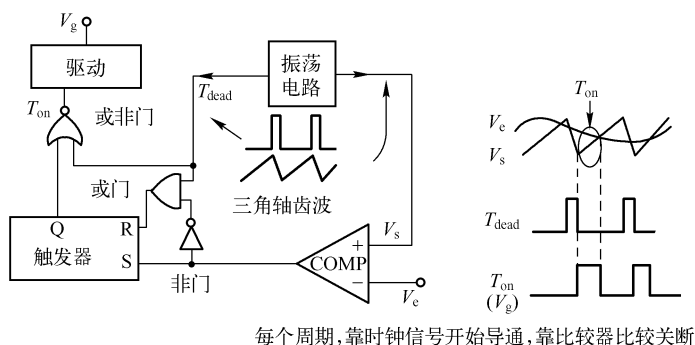 Vg
驱动
Ton
或非门
Tdead
振荡
电路
或门
三角轴齿波
Q
R
触发器
S
非门
COMP
+
−
Vs
Ve
Ton
Ve
Vs
Tdead
Ton
(Vg)
每个周期,靠时钟信号开始导通,靠比较器比较关断